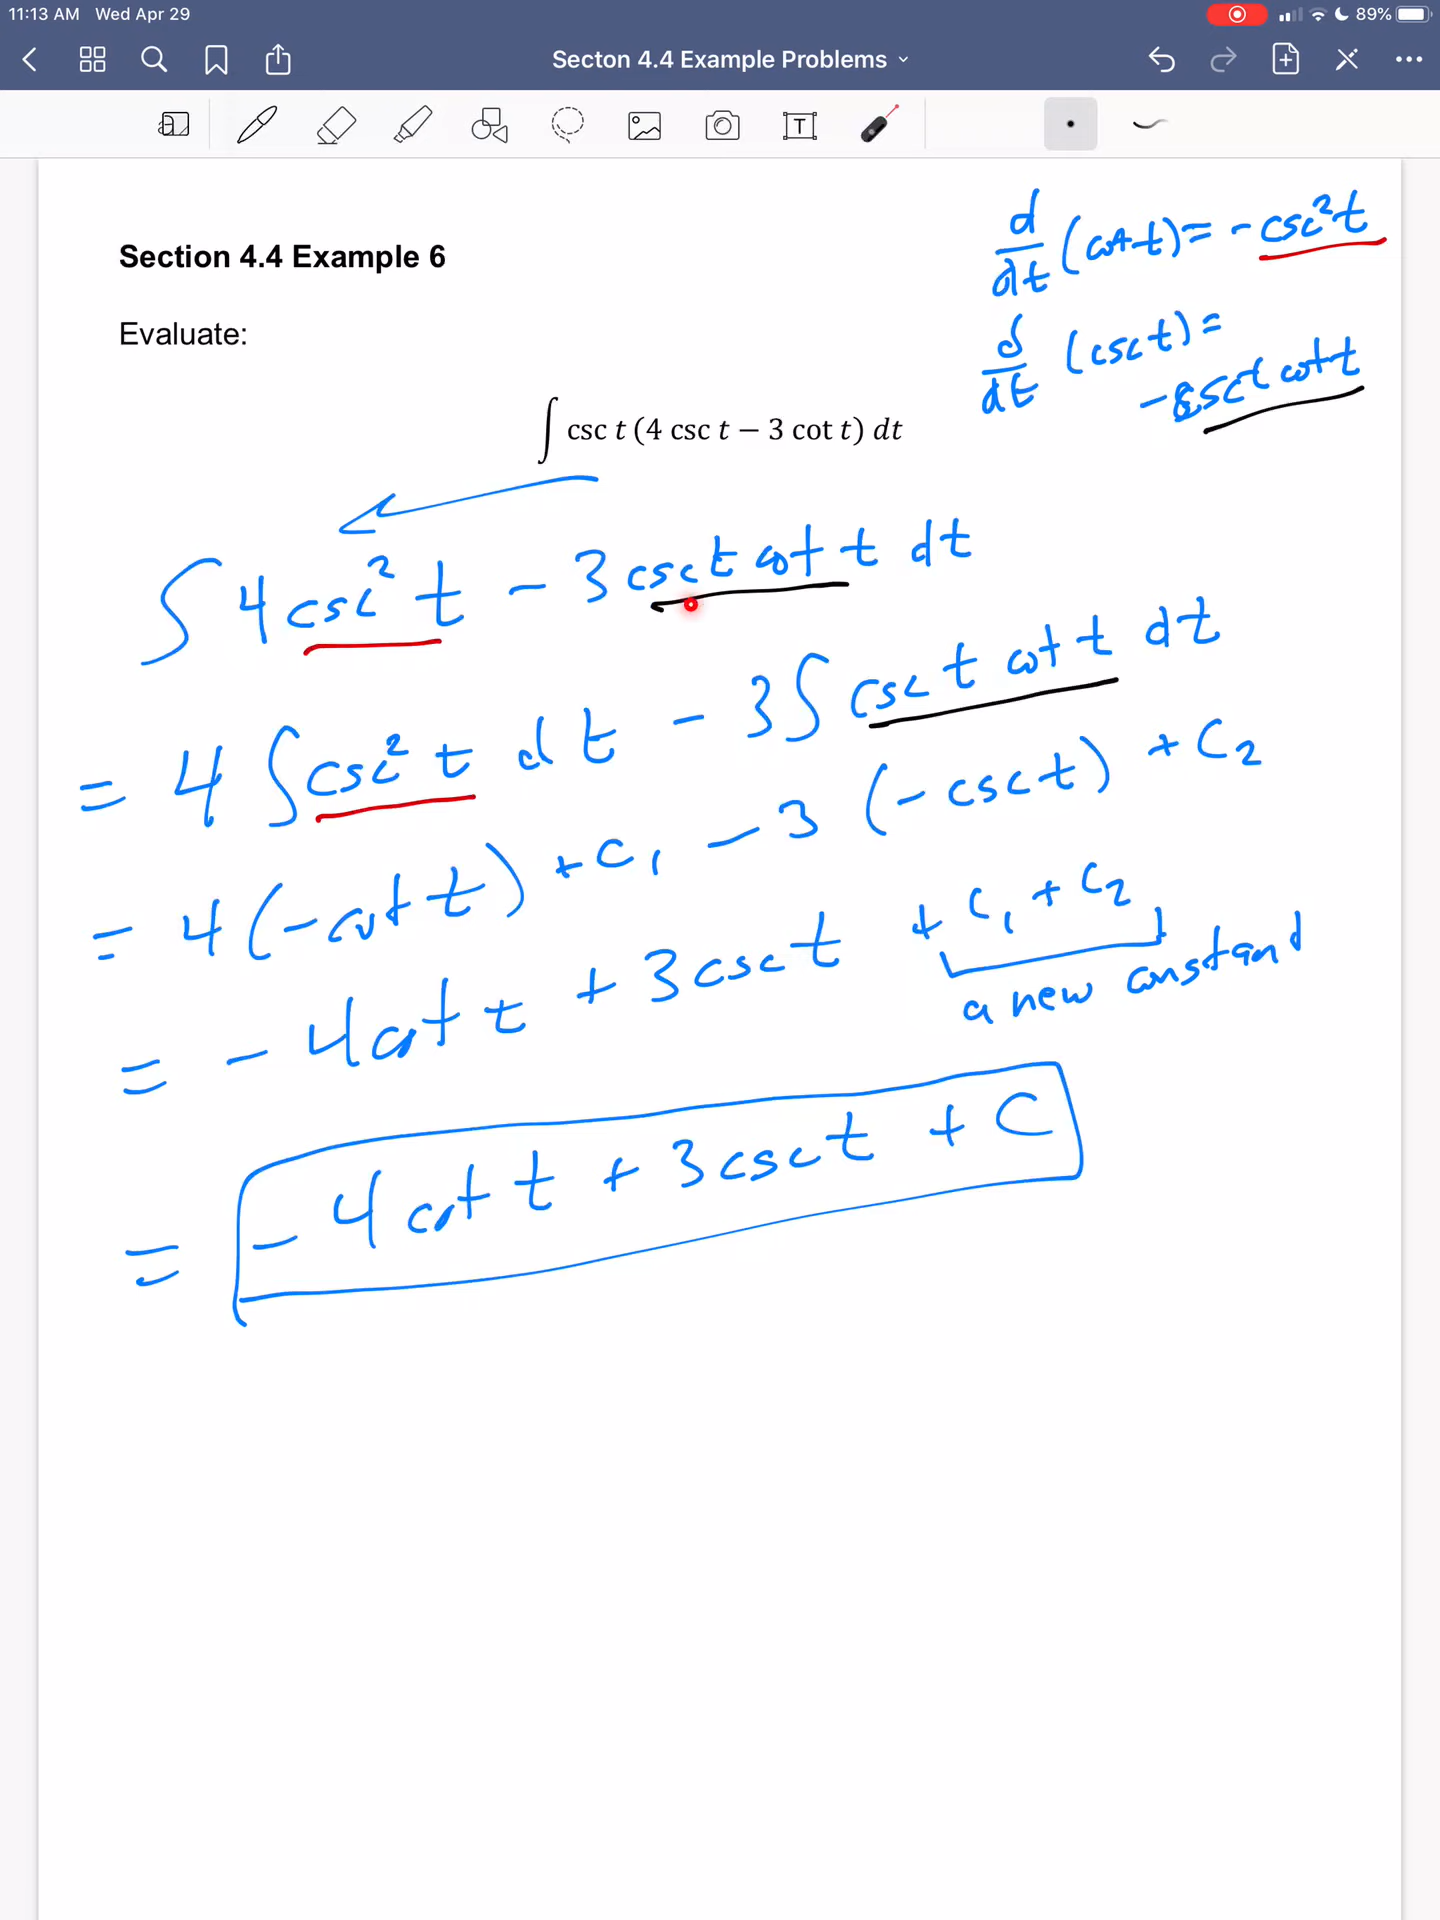 11:13 AM Wed Apr 29 89%
Secton 4.4 Example Problems
Section 4.4 Example 6
d/dt (cot t) = - csc²t
Evaluate:
d/dt (csc t) =
- csc t cot t
∫ csc t (4 csc t − 3 cot t) dt
∫ 4 csc² t - 3 csc t cot t dt
= 4 ∫ csc² t dt - 3 ∫ csc t cot t dt
= 4 (- cot t) + C₁ - 3 (- csc t) + C₂
= - 4 cot t + 3 csc t + C₁ + C₂
a new constant
= - 4 cot t + 3 csc t + C